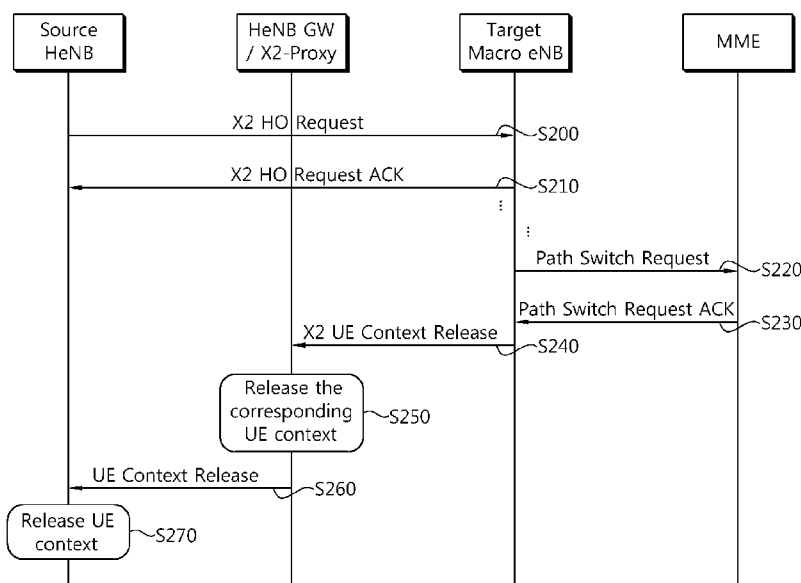 Source
HeNB
HeNB GW
/ X2-Proxy
Target
Macro eNB
MME
X2 HO Request
S200
X2 HO Request ACK
S210
...
...
Path Switch Request
S220
Path Switch Request ACK
S230
X2 UE Context Release
S240
Release the
corresponding
UE context
S250
UE Context Release
S260
Release UE
context
S270